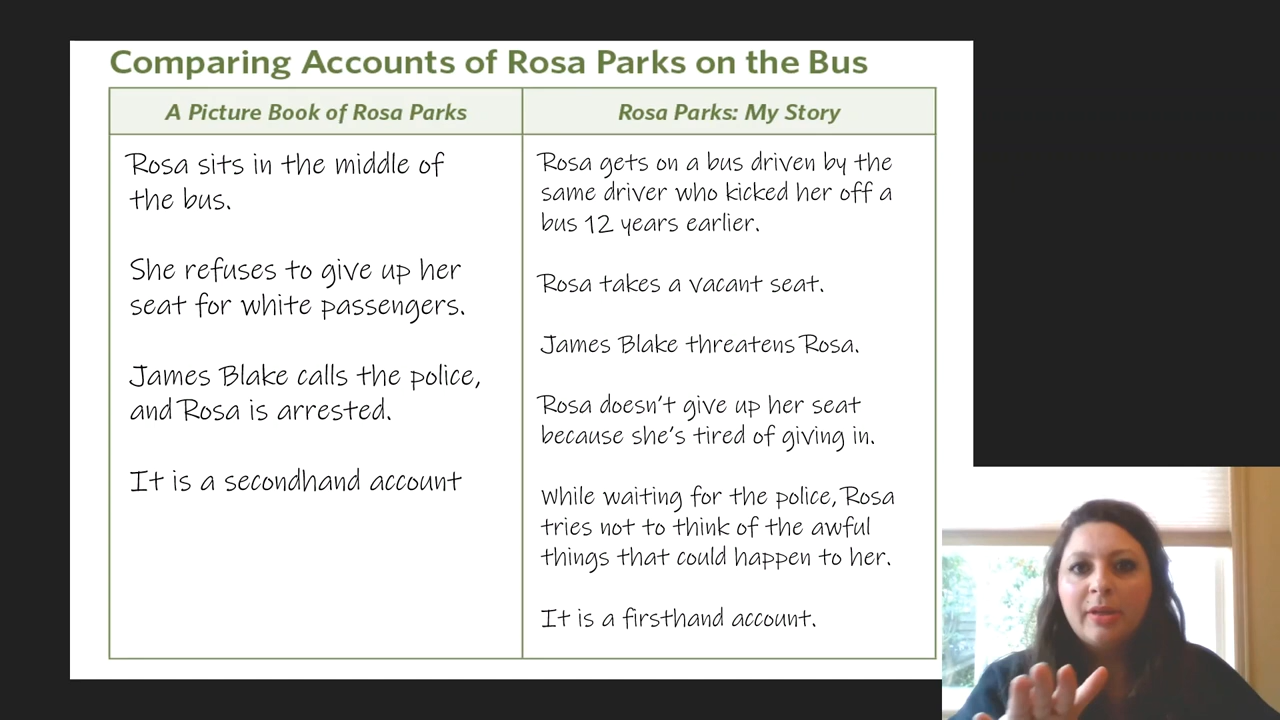 Comparing Accounts of Rosa Parks on the Bus
A Picture Book of Rosa Parks
Rosa sits in the middle of
the bus.
She refuses to give up her
seat for white passengers.
James Blake calls the police,
and Rosa is arrested.
It is a secondhand account
Rosa Parks: My Story
Rosa gets on a bus driven by the
same driver who kicked her off a
bus 12 years earlier.
Rosa takes a vacant seat.
James Blake threatens Rosa.
Rosa doesn't give up her seat
because she's tired of giving in.
While waiting for the police, Rosa
tries not to think of the awful
things that could happen to her.
It is a firsthand account.